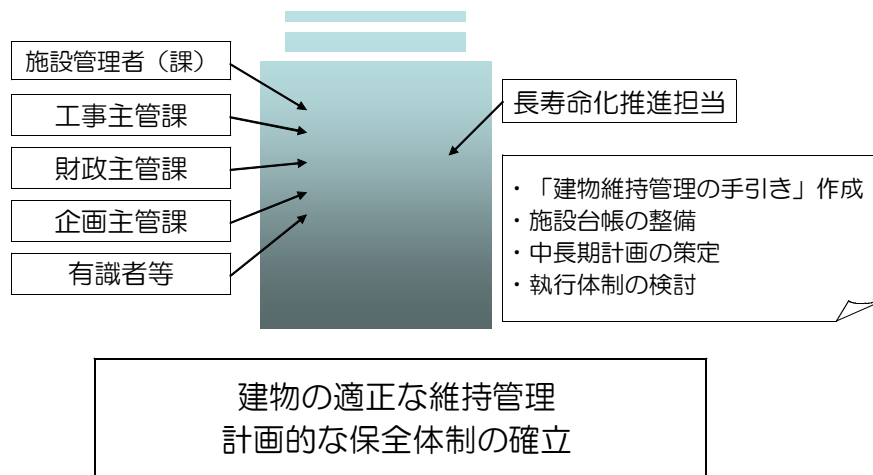 施設管理者（課）
工事主管課
財政主管課
企画主管課
有識者等
長寿命化推進担当
・「建物維持管理の手引き」作成
・施設台帳の整備
・中長期計画の策定
・執行体制の検討
建物の適正な維持管理
計画的な保全体制の確立